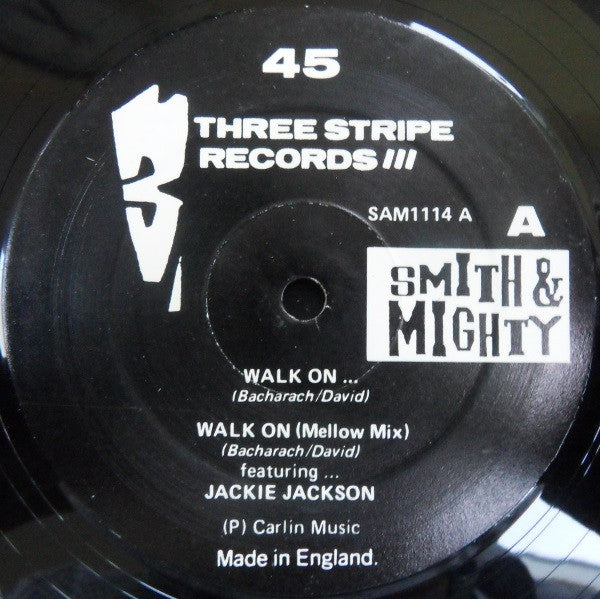 45
3
THREE STRIPE
RECORDS///
SAM1114 A
A
SMITH &
MIGHTY
WALK ON ...
(Bacharach/David)
WALK ON (Mellow Mix)
(Bacharach/David)
featuring ...
JACKIE JACKSON
(P) Carlin Music
Made in England.